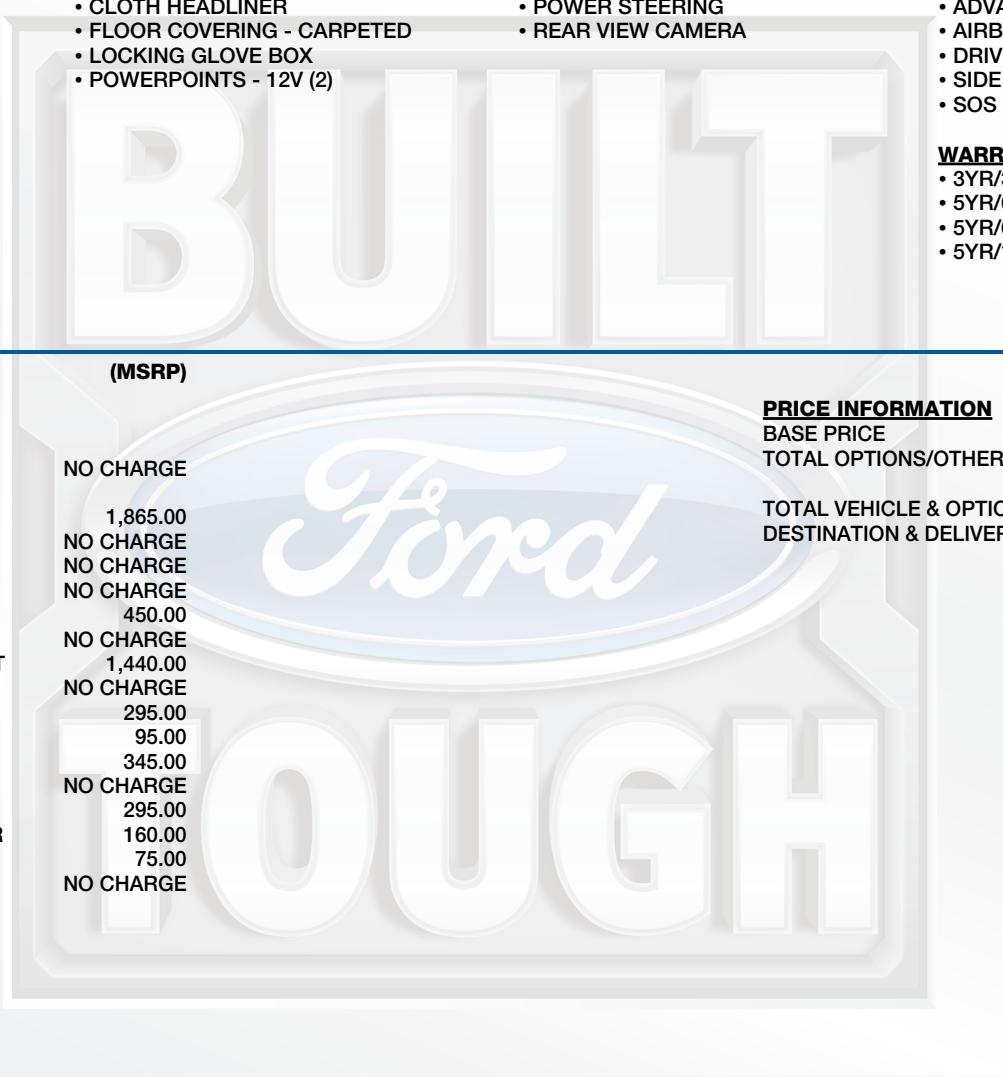 • CLOTH HEADLINER
• FLOOR COVERING - CARPETED
• LOCKING GLOVE BOX
• POWERPOINTS - 12V (2)
• POWER STEERING
• REAR VIEW CAMERA
• ADVA
• AIRB
• DRIV
• SIDE
• SOS
WARR
• 3YR/
• 5YR/
• 5YR/
• 5YR/
(MSRP)
NO CHARGE
1,865.00
NO CHARGE
NO CHARGE
NO CHARGE
450.00
NO CHARGE
T 1,440.00
NO CHARGE
295.00
95.00
345.00
NO CHARGE
295.00
R 160.00
75.00
NO CHARGE
PRICE INFORMATION
BASE PRICE
TOTAL OPTIONS/OTHER
TOTAL VEHICLE & OPTIO
DESTINATION & DELIVER
BUILT
Ford
TOUGH